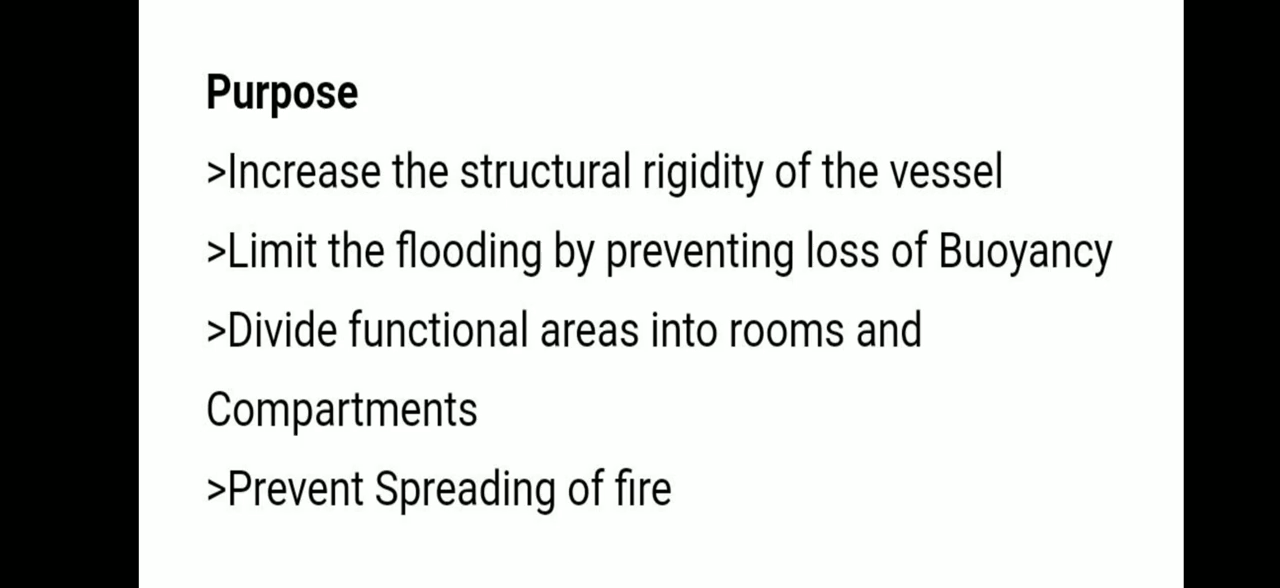 Purpose
>Increase the structural rigidity of the vessel
>Limit the flooding by preventing loss of Buoyancy
>Divide functional areas into rooms and
Compartments
>Prevent Spreading of fire